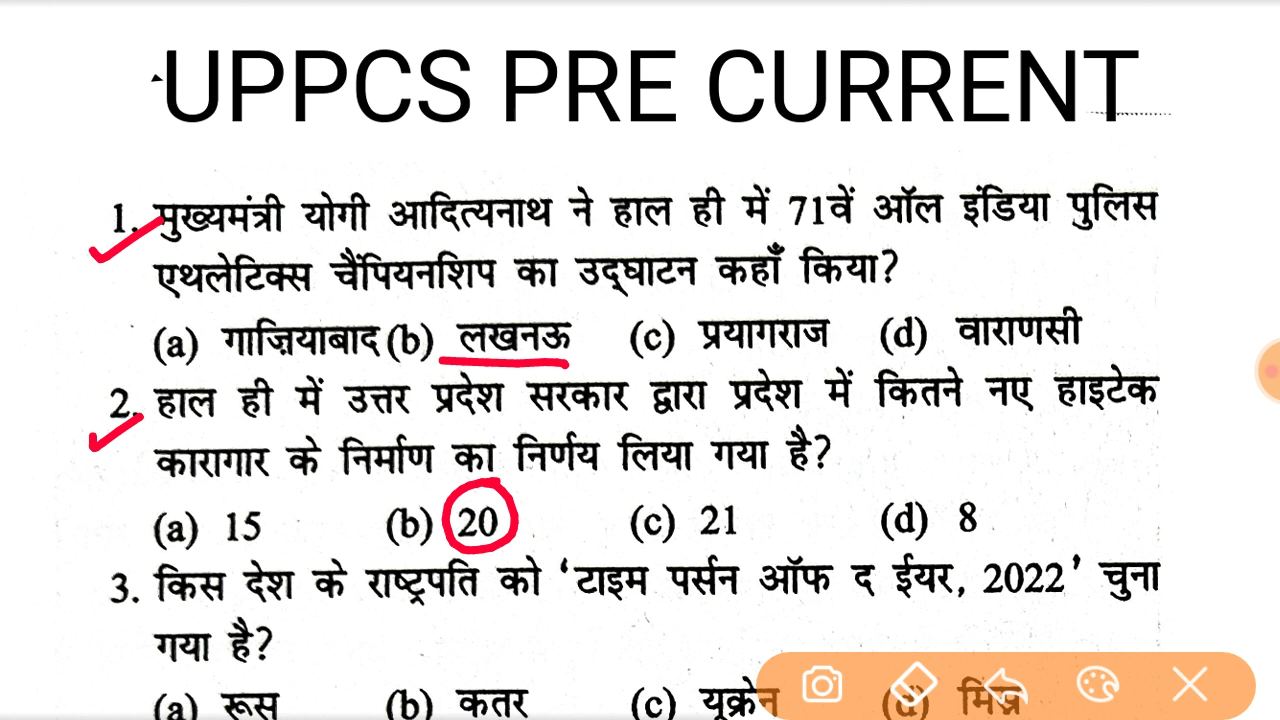 UPPCS PRE CURRENT
1. मुख्यमंत्री योगी आदित्यनाथ ने हाल ही में 71वें ऑल इंडिया पुलिस
एथलेटिक्स चैंपियनशिप का उद्घाटन कहाँ किया?
(a) गाज़ियाबाद (b) लखनऊ (c) प्रयागराज (d) वाराणसी
2. हाल ही में उत्तर प्रदेश सरकार द्वारा प्रदेश में कितने नए हाइटेक
कारागार के निर्माण का निर्णय लिया गया है?
(a) 15 (b) 20 (c) 21 (d) 8
3. किस देश के राष्ट्रपति को ‘टाइम पर्सन ऑफ द ईयर, 2022’ चुना
गया है?
(a) रूस (b) कतर (c) यूक्रेन (d) मिस्र